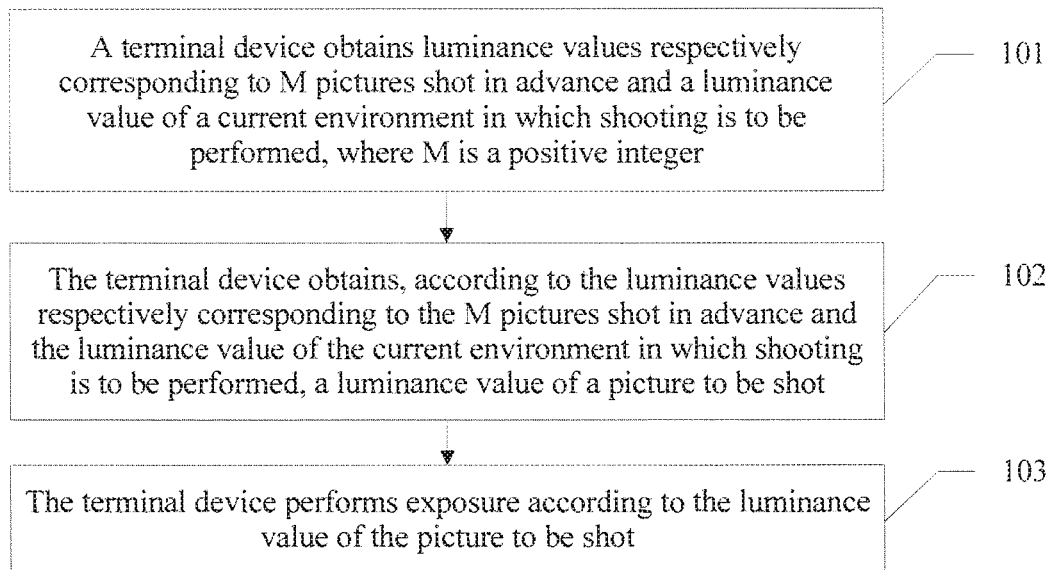 A terminal device obtains luminance values respectively
corresponding to M pictures shot in advance and a luminance
value of a current environment in which shooting is to be
performed, where M is a positive integer
101
The terminal device obtains, according to the luminance values
respectively corresponding to the M pictures shot in advance and
the luminance value of the current environment in which shooting
is to be performed, a luminance value of a picture to be shot
102
The terminal device performs exposure according to the luminance
value of the picture to be shot
103